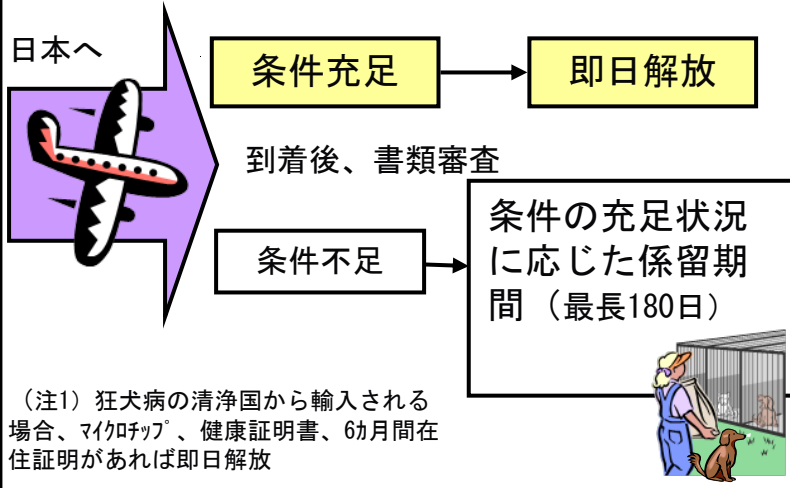 日本へ
条件充足
即日解放
到着後、書類審査
条件不足
条件の充足状況
に応じた係留期
間（最長180日）
（注1）狂犬病の清浄国から輸入される
場合、ﾏｲｸﾛﾁｯﾌﾟ、健康証明書、6ｶ月間在
住証明があれば即日解放